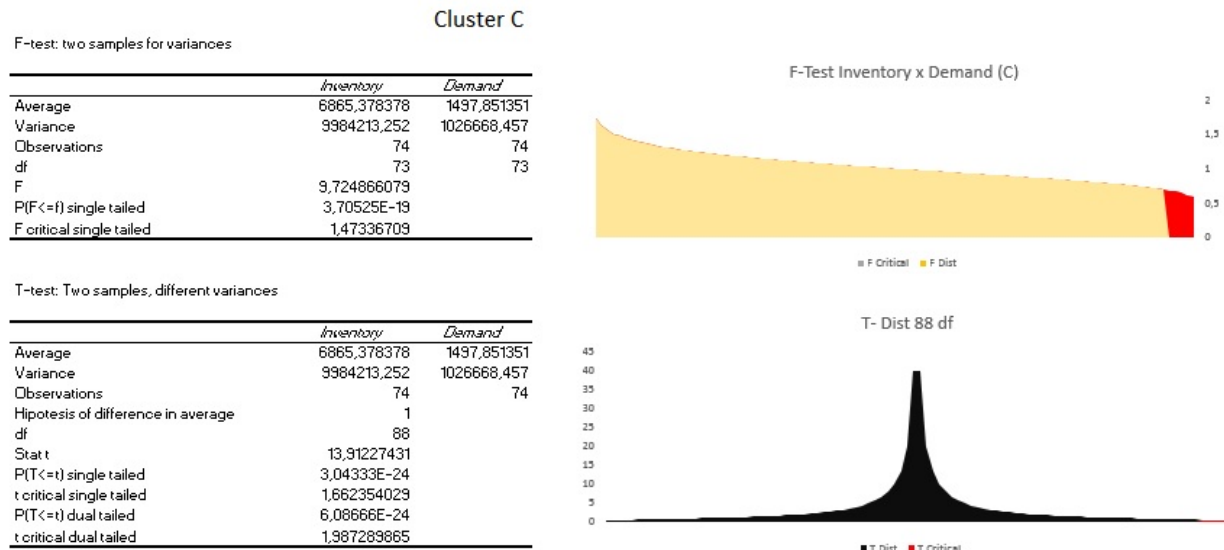 Cluster C
F-test: two samples for variances
Inventory Demand
Average 6865,378378 1497,851351
Variance 9984213,252 1026668,457
Observations 74 74
df 73 73
F 9,724866079
P(F<=f) single tailed 3,70525E-19
F critical single tailed 1,47336709
F-Test Inventory x Demand (C)
2
1,5
1
0,5
0
F Critical F Dist
T-test: Two samples, different variances
Inventory Demand
Average 6865,378378 1497,851351
Variance 9984213,252 1026668,457
Observations 74 74
Hipotesis of difference in average 1
df 88
Stat t 13,91227431
P(T<=t) single tailed 3,04333E-24
t critical single tailed 1,662354029
P(T<=t) dual tailed 6,08666E-24
t critical dual tailed 1,987289865
T- Dist 88 df
45
40
35
30
25
20
15
10
5
0
T Dist T Critical